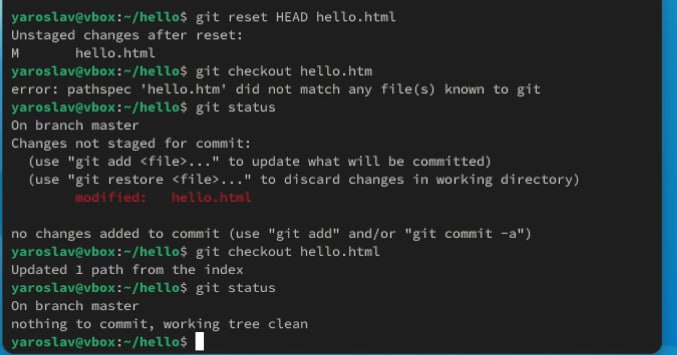 yaroslav@vbox:~/hello$ git reset HEAD hello.html
Unstaged changes after reset:
M       hello.html
yaroslav@vbox:~/hello$ git checkout hello.htm
error: pathspec 'hello.htm' did not match any file(s) known to git
yaroslav@vbox:~/hello$ git status
On branch master
Changes not staged for commit:
  (use "git add <file>..." to update what will be committed)
  (use "git restore <file>..." to discard changes in working directory)
        modified:   hello.html

no changes added to commit (use "git add" and/or "git commit -a")
yaroslav@vbox:~/hello$ git checkout hello.html
Updated 1 path from the index
yaroslav@vbox:~/hello$ git status
On branch master
nothing to commit, working tree clean
yaroslav@vbox:~/hello$